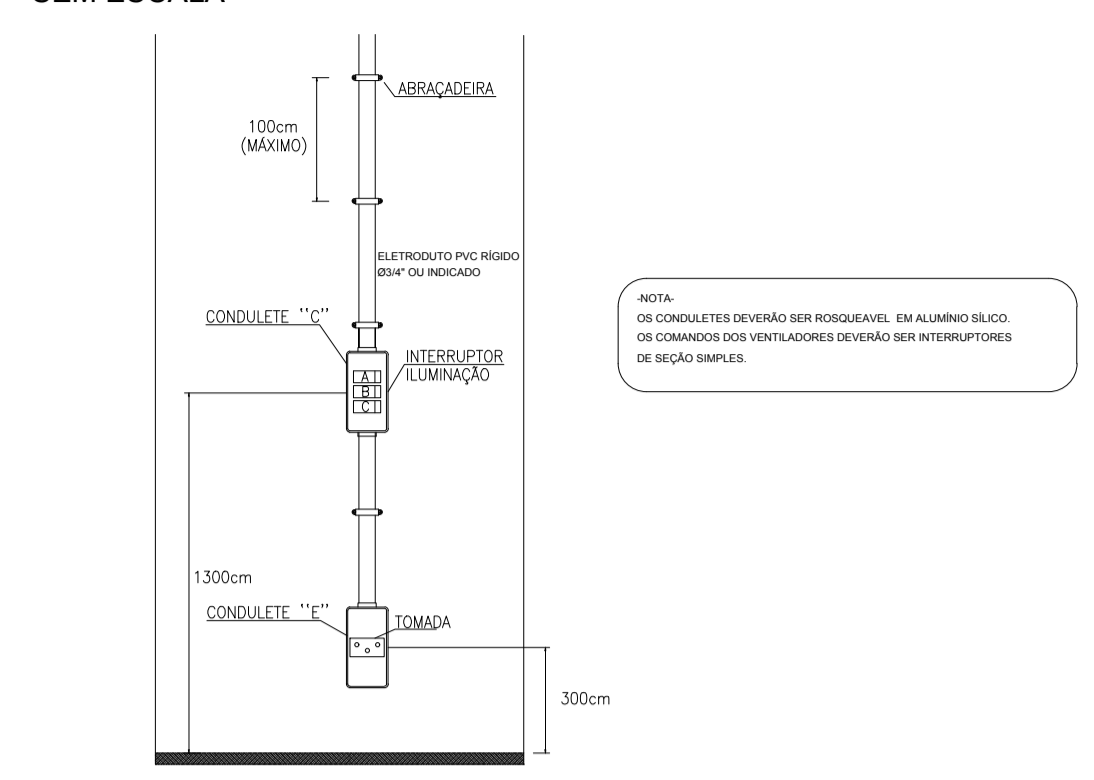 ABRAÇADEIRA
100cm
(MÁXIMO)
ELETRODUTO PVC RÍGIDO
Ø3/4" OU INDICADO
CONDULETE ''C''
INTERRUPTOR
ILUMINAÇÃO
A
B
C
-NOTA-
OS CONDULETES DEVERÃO SER ROSQUEAVEL EM ALUMÍNIO SÍLICO.
OS COMANDOS DOS VENTILADORES DEVERÃO SER INTERRUPTORES
DE SEÇÃO SIMPLES.
1300cm
CONDULETE ''E''
TOMADA
300cm